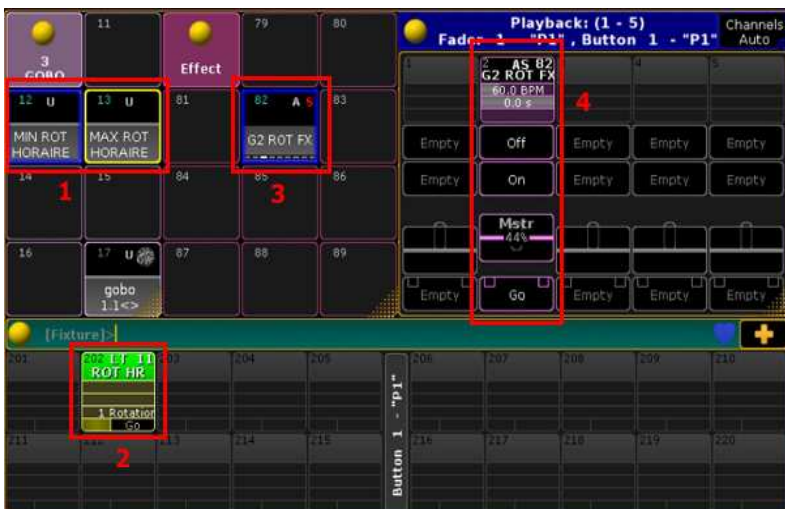 11
79
80
Playback: (1 - 5)
Fader 1 "P1" , Button 1 - "P1"
Channels
Auto
3
GOBO
Effect
1
2 AS 82
G2 ROT FX
4
5
12 U
13 U
81
82 A S
83
60.0 BPM
0.0 s
4
MIN ROT
HORAIRE
MAX ROT
HORAIRE
G2 ROT FX
Empty
Off
Empty
Empty
Empty
14
15
84
85
86
Empty
On
Empty
Empty
Empty
1
3
Mstr
44%
16
17 U
87
88
89
gobo
1.1<>
Empty
Go
Empty
Empty
Empty
[Fixture]>
201
202
11
203
204
205
206
207
208
209
210
ROT HR
1 Rotation
Go
Button 1 - "P1"
211
213
214
215
216
217
218
219
220
2